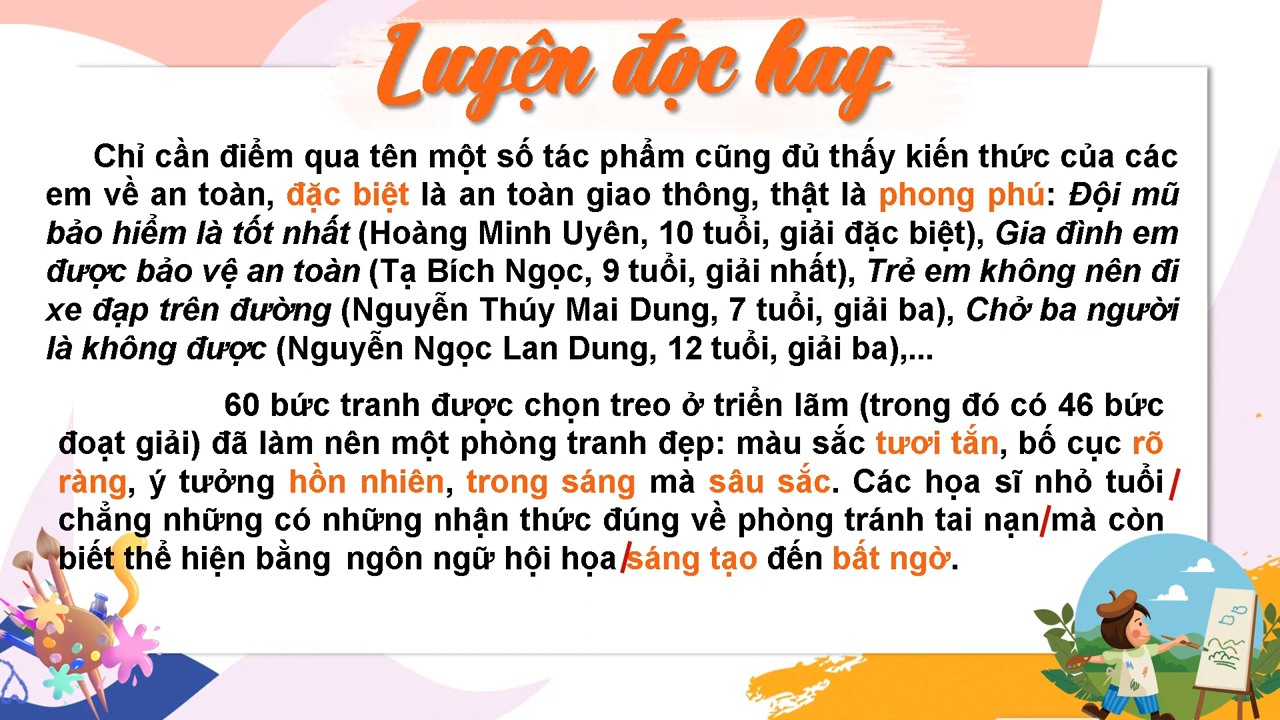 Luyện đọc hay
Chỉ cần điểm qua tên một số tác phẩm cũng đủ thấy kiến thức của các
em về an toàn, đặc biệt là an toàn giao thông, thật là phong phú: Đội mũ
bảo hiểm là tốt nhất (Hoàng Minh Uyên, 10 tuổi, giải đặc biệt), Gia đình em
được bảo vệ an toàn (Tạ Bích Ngọc, 9 tuổi, giải nhất), Trẻ em không nên đi
xe đạp trên đường (Nguyễn Thúy Mai Dung, 7 tuổi, giải ba), Chở ba người
là không được (Nguyễn Ngọc Lan Dung, 12 tuổi, giải ba),...
60 bức tranh được chọn treo ở triển lãm (trong đó có 46 bức
đoạt giải) đã làm nên một phòng tranh đẹp: màu sắc tươi tắn, bố cục rõ
ràng, ý tưởng hồn nhiên, trong sáng mà sâu sắc. Các họa sĩ nhỏ tuổi/
chẳng những có những nhận thức đúng về phòng tránh tai nạn/mà còn
biết thể hiện bằng ngôn ngữ hội họa/sáng tạo đến bất ngờ.